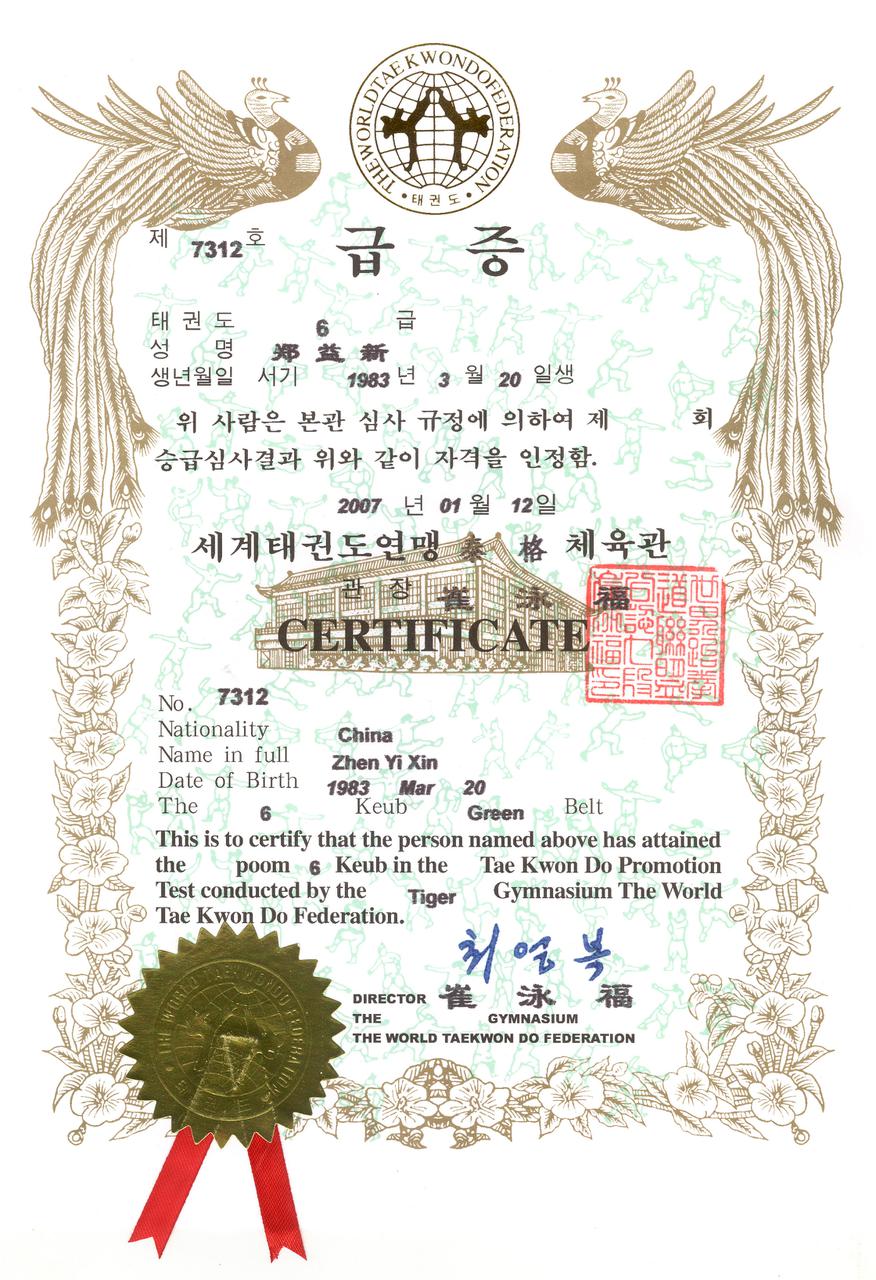 THE WORLD TAEKWONDO FEDERATION
• 태권도 •
제 7312 호
급 증
태 권 도 6 급
성 명 郑 益 新
생년월일 서기 1983 년 3 월 20 일생
위 사람은 본관 심사 규정에 의하여 제 회
승급심사결과 위와 같이 자격을 인정함.
2007 년 01 월 12 일
세계태권도연맹 泰 格 체육관
관 장 崔 泳 福
CERTIFICATE
No. 7312
Nationality China
Name in full Zhen Yi Xin
Date of Birth 1983 Mar 20
The 6 Keub Green Belt
This is to certify that the person named above has attained
the poom 6 Keub in the Tae Kwon Do Promotion
Test conducted by the Tiger Gymnasium The World
Tae Kwon Do Federation.
최영복
DIRECTOR 崔 泳 福
THE GYMNASIUM
THE WORLD TAEKWON DO FEDERATION
THE WORLD TAEKWONDO FEDERATION